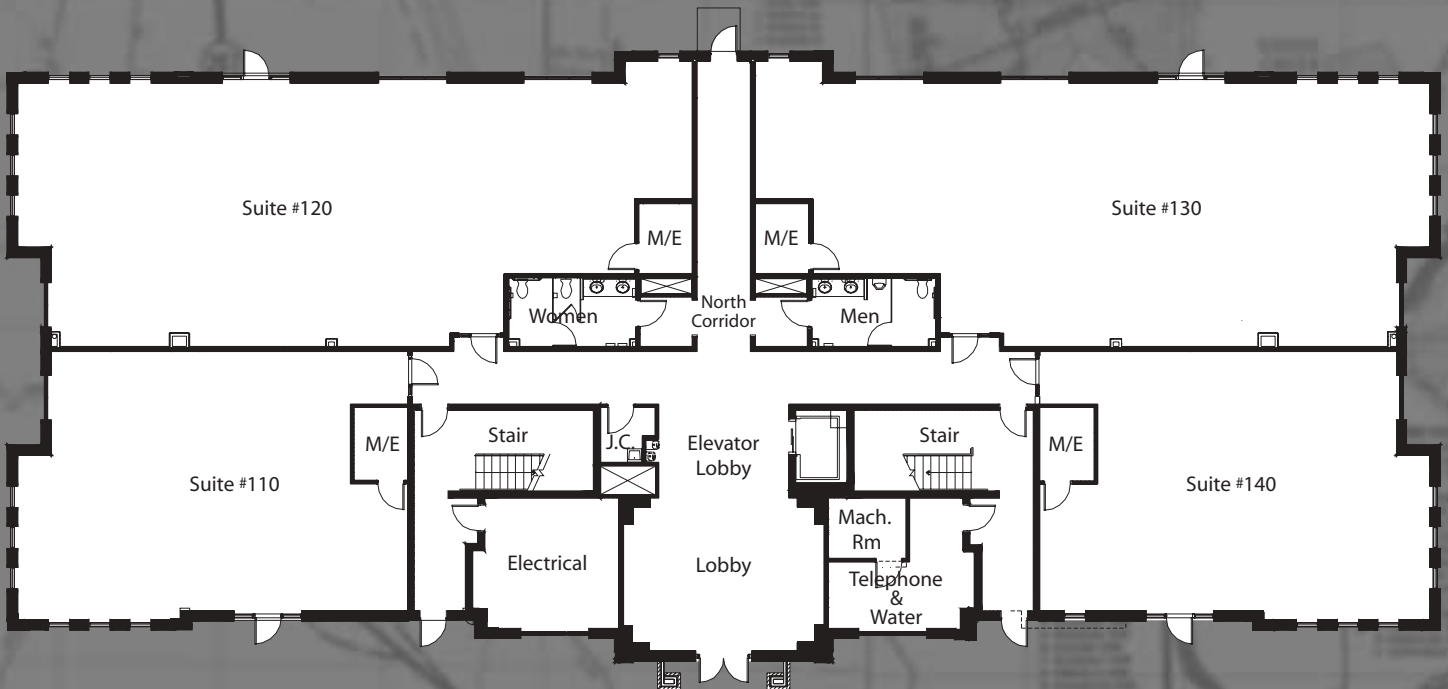 Suite #120
Suite #130
M/E
M/E
Women
North
Corridor
Men
M/E
Stair
J.C.
Elevator
Lobby
Stair
M/E
Suite #110
Suite #140
Mach.
Rm
Electrical
Lobby
Telephone
&
Water